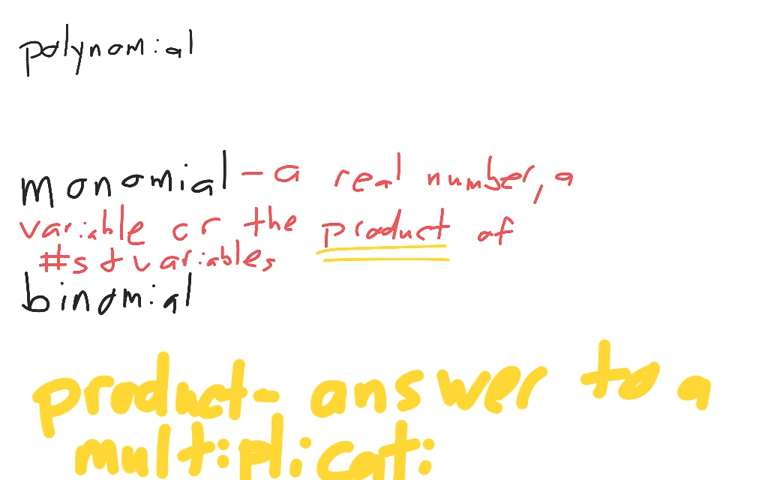 polynomial
monomial - a real number, a
variable or the product of
#s & variables
binomial
product - answer to a
multiplicati